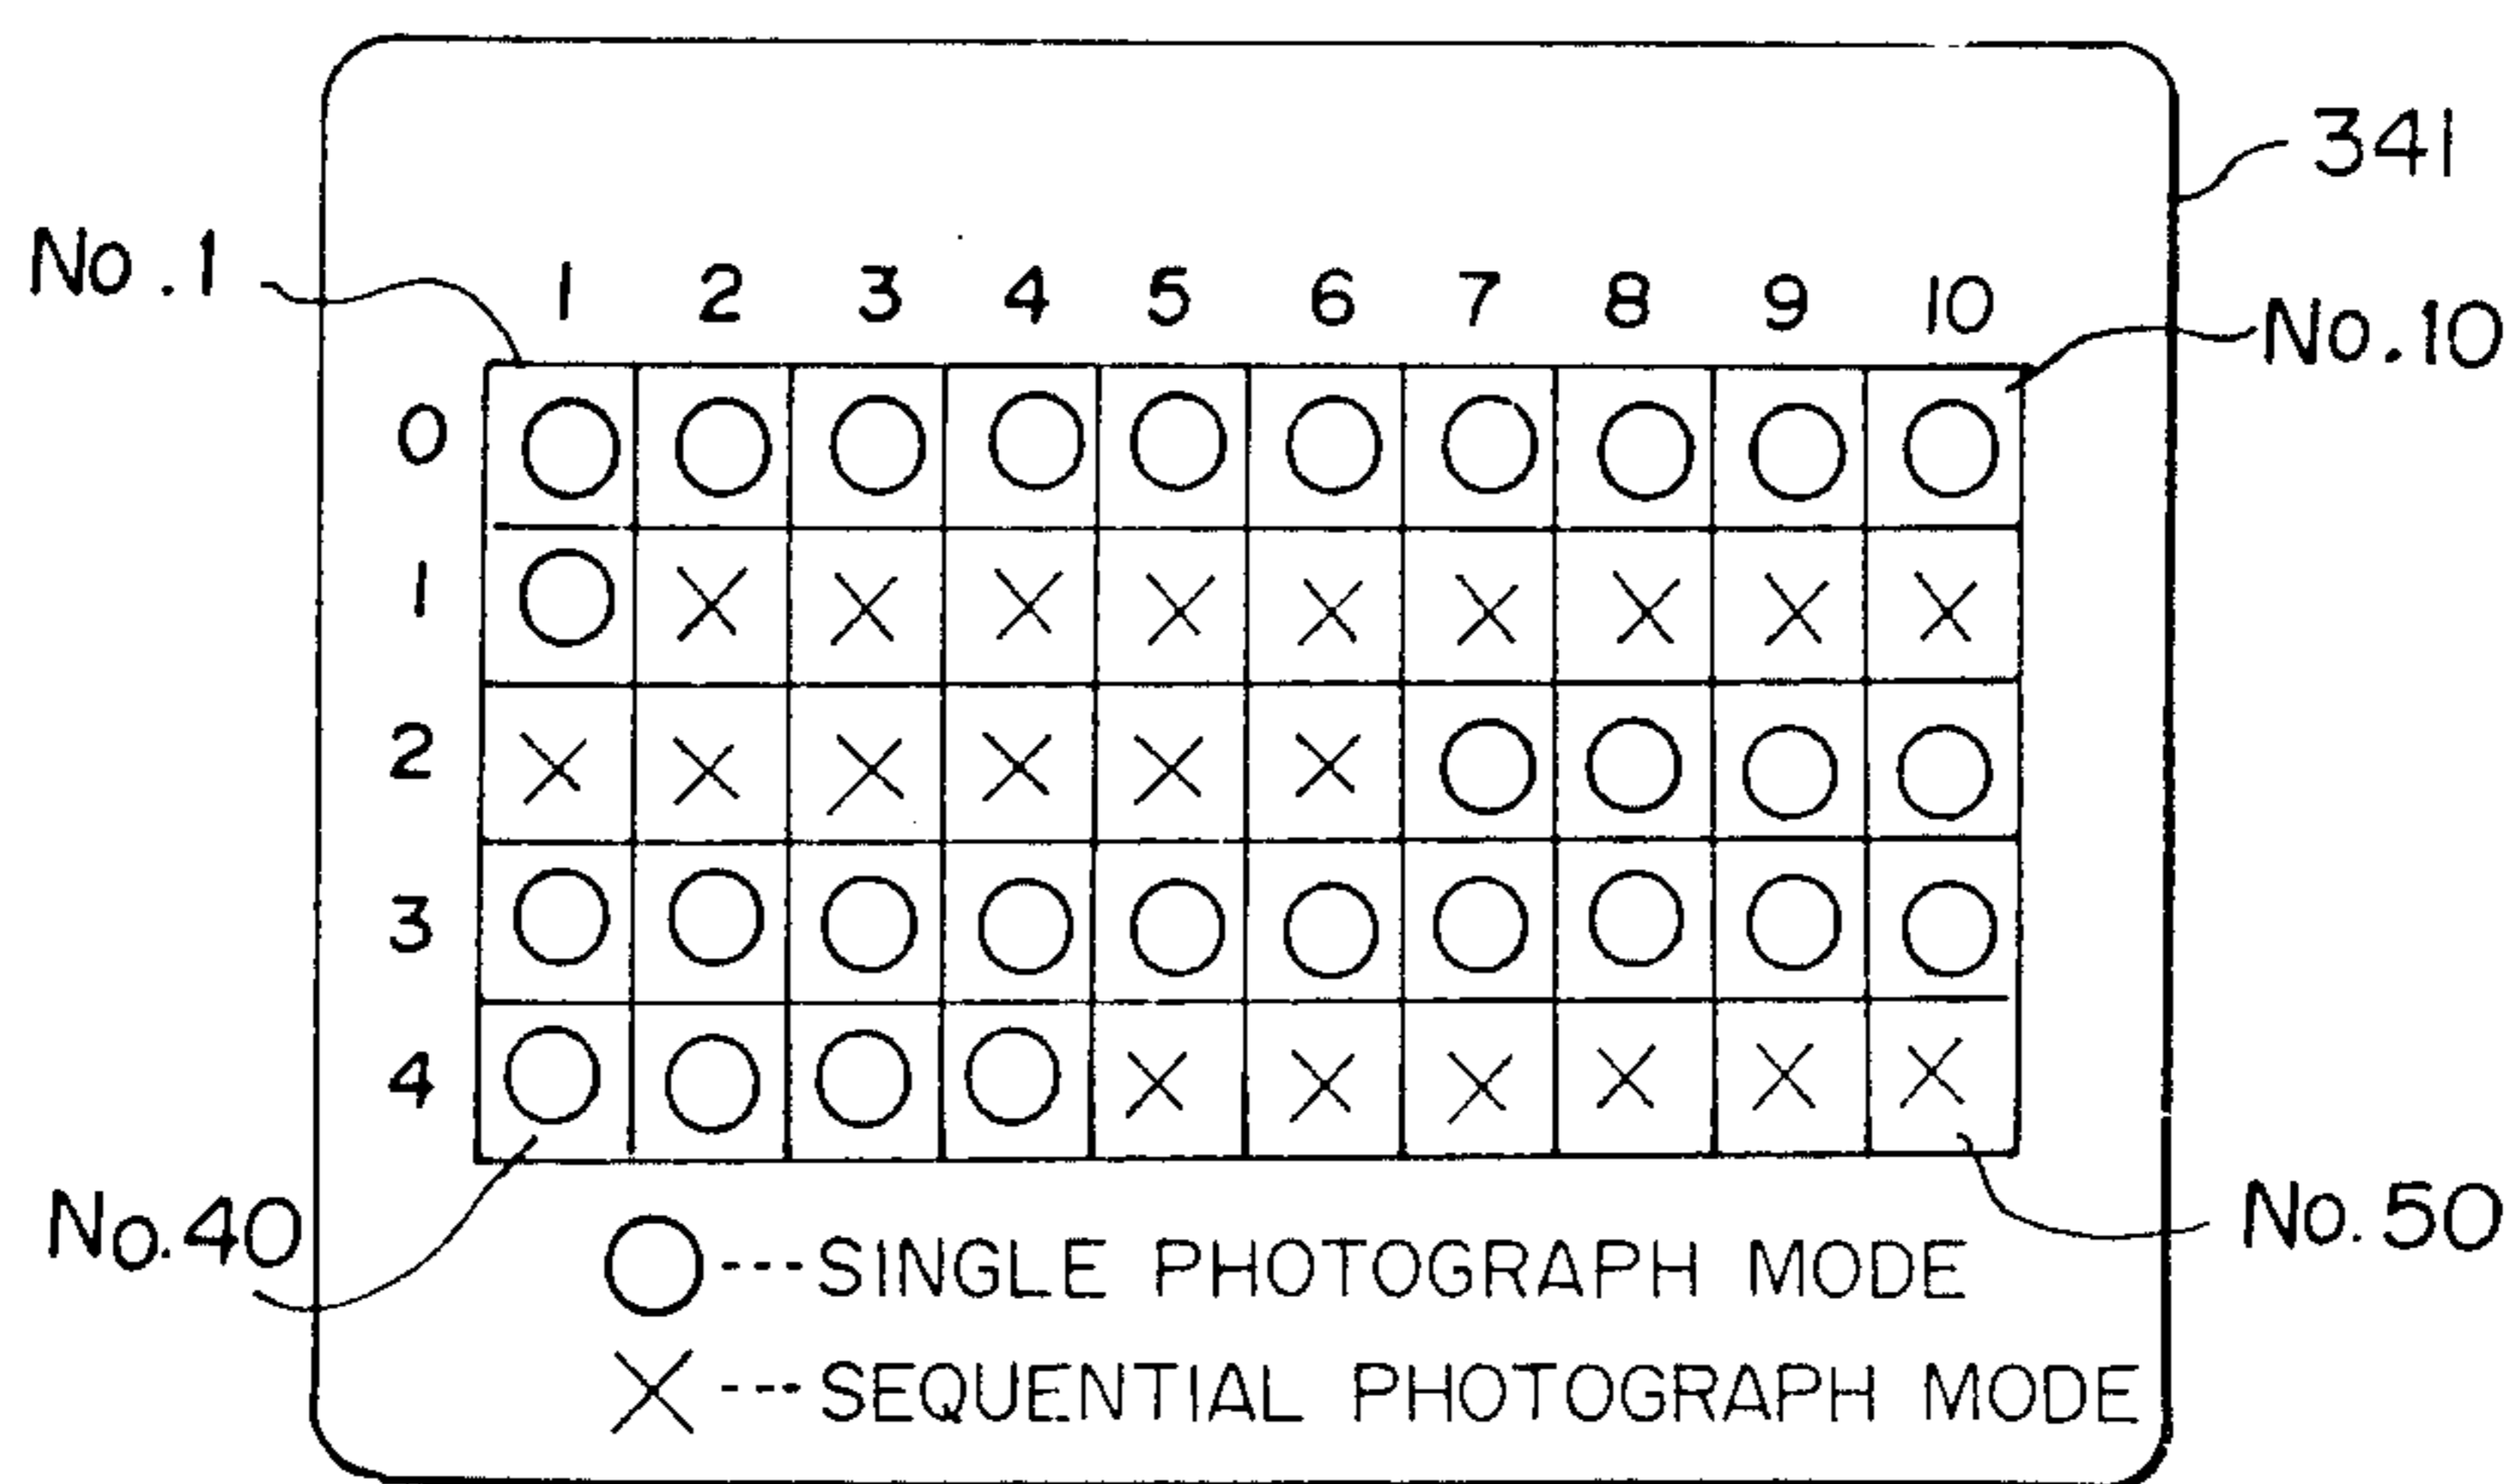 341
No.1
1 2 3 4 5 6 7 8 9 10
No.10
0
1
2
3
4
No.40
No.50
---SINGLE PHOTOGRAPH MODE
---SEQUENTIAL PHOTOGRAPH MODE